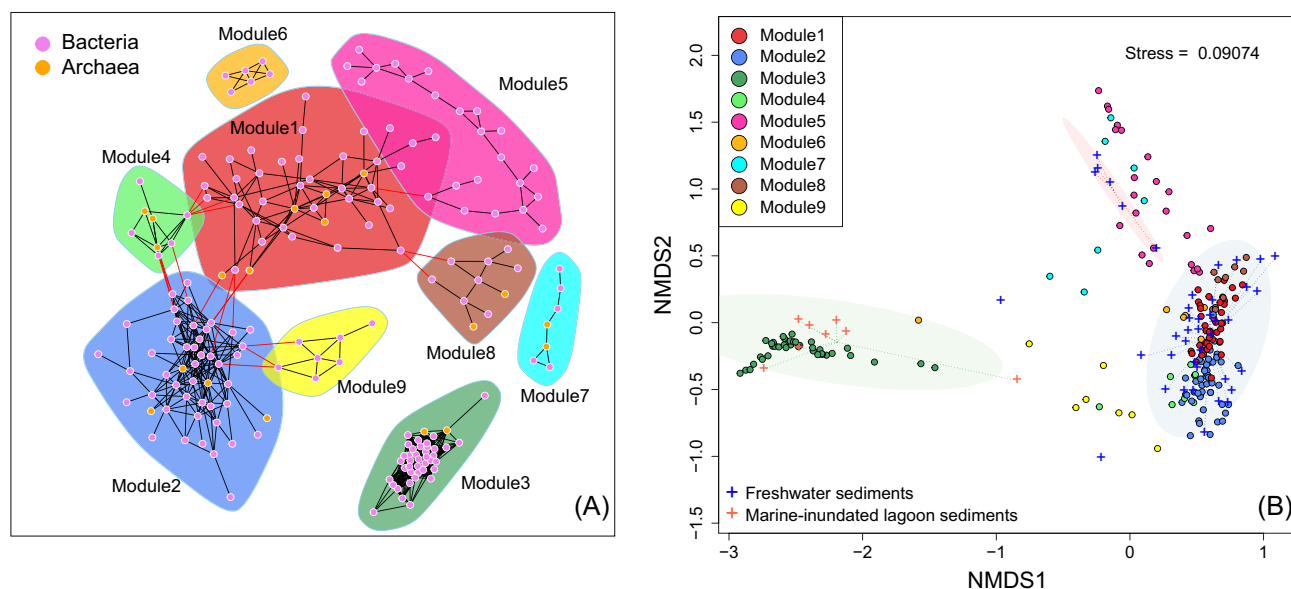 Bacteria
Archaea
Module6
Module5
Module1
Module4
Module8
Module9
Module7
Module2
Module3
(A)
Module1
Module2
Module3
Module4
Module5
Module6
Module7
Module8
Module9
Stress = 0.09074
NMDS2
2.0
1.5
1.0
0.5
0.0
−0.5
−1.0
−1.5
Freshwater sediments
Marine-inundated lagoon sediments
(B)
−3 −2 −1 0 1
NMDS1